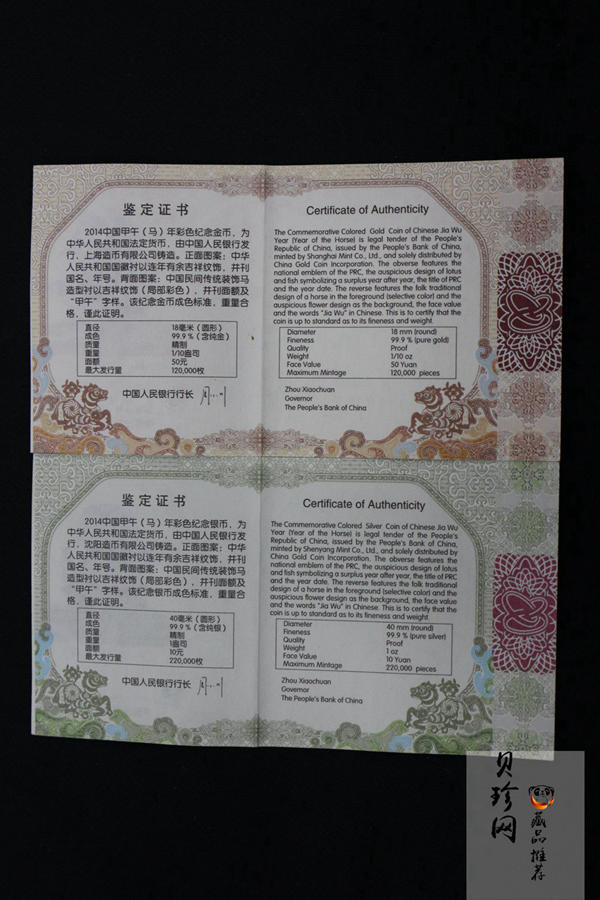 鉴定证书
2014中国甲午（马）年彩色纪念金币，为
中华人民共和国法定货币，由中国人民银行发
行，上海造币有限公司铸造。正面图案：中华
人民共和国国徽衬以连年有余吉祥纹饰，并刊
国名、年号。背面图案：中国民间传统装饰马
造型衬以吉祥纹饰（局部彩色），并刊面额及
“甲午”字样。该纪念金币成色标准，重量合
格，谨此证明。
直径 18毫米（圆形）
成色 99.9％（含纯金）
质量 精制
重量 1/10盎司
面额 50元
最大发行量 120,000枚
中国人民银行行长
Certificate of Authenticity
The Commemorative Colored Gold Coin of Chinese Jia Wu
Year (Year of the Horse) is legal tender of the People's
Republic of China, issued by the People's Bank of China,
minted by Shanghai Mint Co., Ltd., and solely distributed by
China Gold Coin Incorporation. The obverse features the
national emblem of the PRC, the auspicious design of lotus
and fish symbolizing a surplus year after year, the title of PRC
and the year date. The reverse features the folk traditional
design of a horse in the foreground (selective color) and the
auspicious flower design as the background, the face value
and the words "Jia Wu" in Chinese. This is to certify that the
coin is up to standard as to its fineness and weight.
Diameter 18 mm (round)
Fineness 99.9 % (pure gold)
Quality Proof
Weight 1/10 oz
Face Value 50 Yuan
Maximum Mintage 120,000 pieces
Zhou Xiaochuan
Governor
The People's Bank of China
鉴定证书
2014中国甲午（马）年彩色纪念银币，为
中华人民共和国法定货币，由中国人民银行发
行，沈阳造币有限公司铸造。正面图案：中华
人民共和国国徽衬以连年有余吉祥纹饰，并刊
国名、年号。背面图案：中国民间传统装饰马
造型衬以吉祥纹饰（局部彩色），并刊面额及
“甲午”字样。该纪念银币成色标准，重量合
格，谨此证明。
直径 40毫米（圆形）
成色 99.9％（含纯银）
质量 精制
重量 1盎司
面额 10元
最大发行量 220,000枚
中国人民银行行长
Certificate of Authenticity
The Commemorative Colored Silver Coin of Chinese Jia Wu
Year (Year of the Horse) is legal tender of the People's
Republic of China, issued by the People's Bank of China,
minted by Shenyang Mint Co., Ltd., and solely distributed by
China Gold Coin Incorporation. The obverse features the
national emblem of the PRC, the auspicious design of lotus
and fish symbolizing a surplus year after year, the title of PRC
and the year date. The reverse features the folk traditional
design of a horse in the foreground (selective color) and the
auspicious flower design as the background, the face value
and the words "Jia Wu" in Chinese. This is to certify that the
coin is up to standard as to its fineness and weight.
Diameter 40 mm (round)
Fineness 99.9 % (pure silver)
Quality Proof
Weight 1 oz
Face Value 10 Yuan
Maximum Mintage 220,000 pieces
Zhou Xiaochuan
Governor
The People's Bank of China
贝珍网
藏品推荐